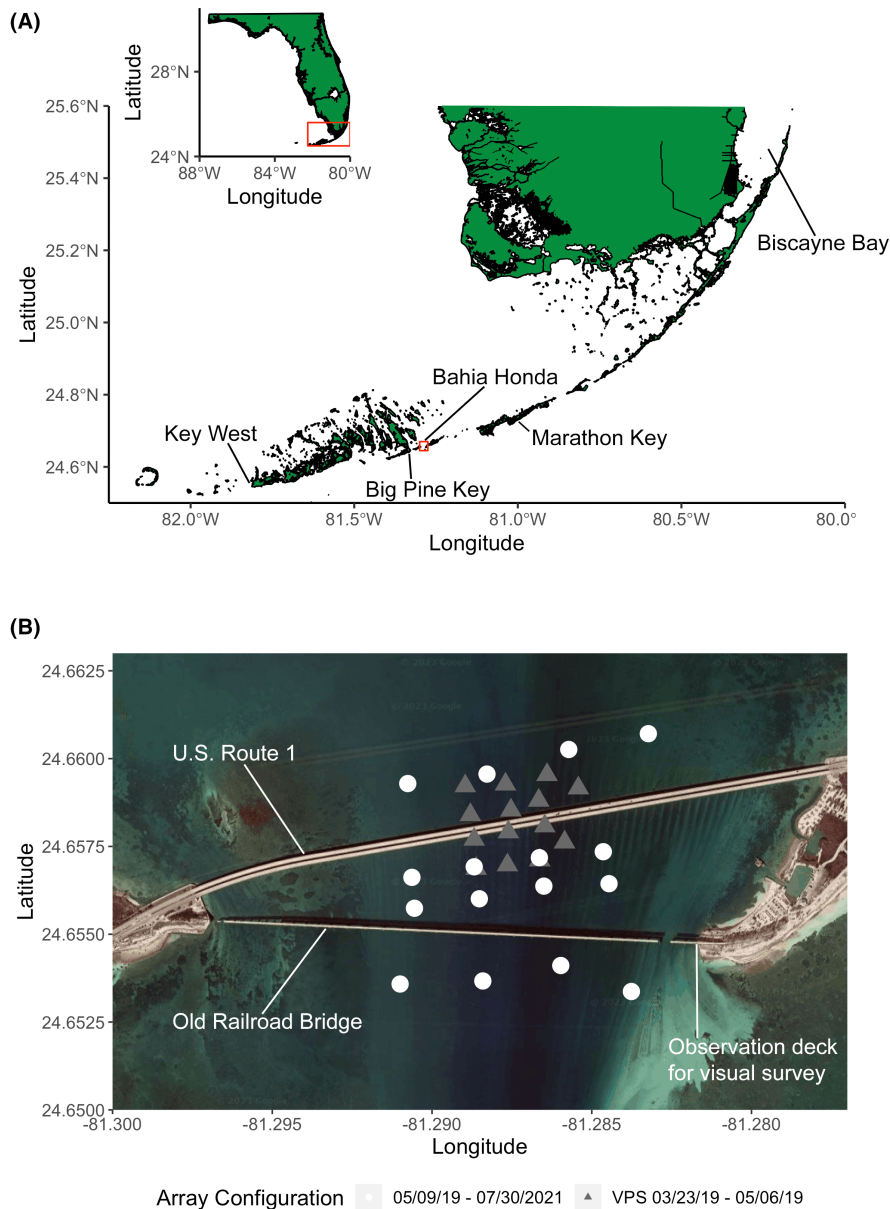 (A)
Latitude
28°N
24°N
88°W
84°W
80°W
Longitude
25.6°N
25.4°N
25.2°N
25.0°N
24.8°N
24.6°N
Latitude
Biscayne Bay
Bahia Honda
Key West
Marathon Key
Big Pine Key
82.0°W
81.5°W
81.0°W
80.5°W
80.0°
Longitude
(B)
24.6625
24.6600
24.6575
24.6550
24.6525
24.6500
Latitude
U.S. Route 1
Old Railroad Bridge
Observation deck
for visual survey
-81.300
-81.295
-81.290
-81.285
-81.280
Longitude
Array Configuration
05/09/19 - 07/30/2021
VPS 03/23/19 - 05/06/19